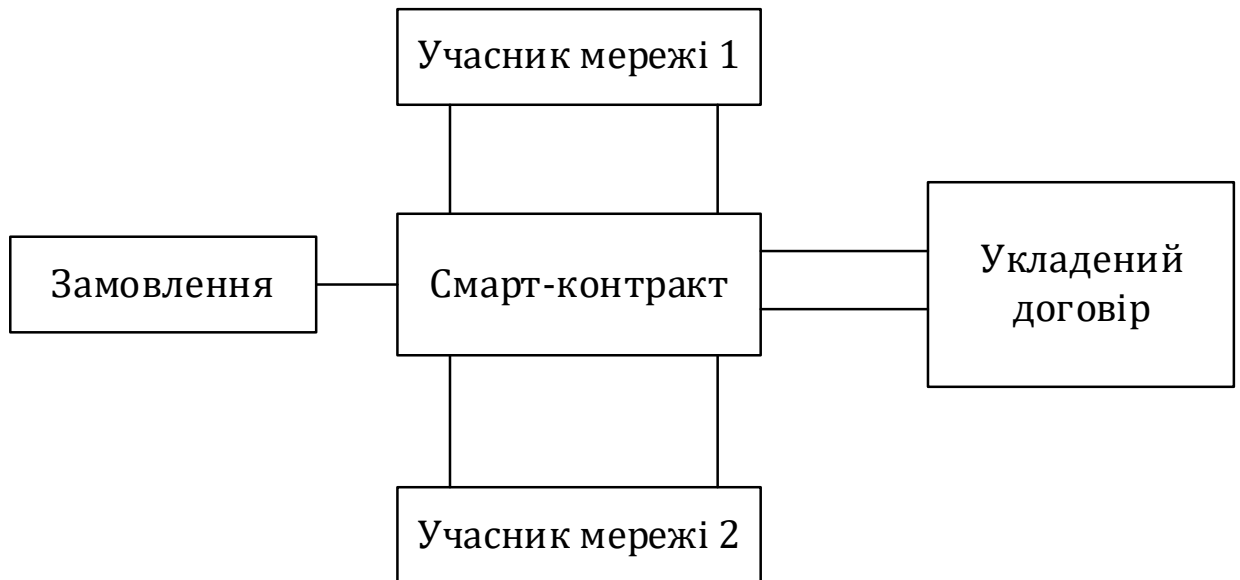 Учасник мережі 1
Замовлення
Смарт-контракт
Укладений
договір
Учасник мережі 2